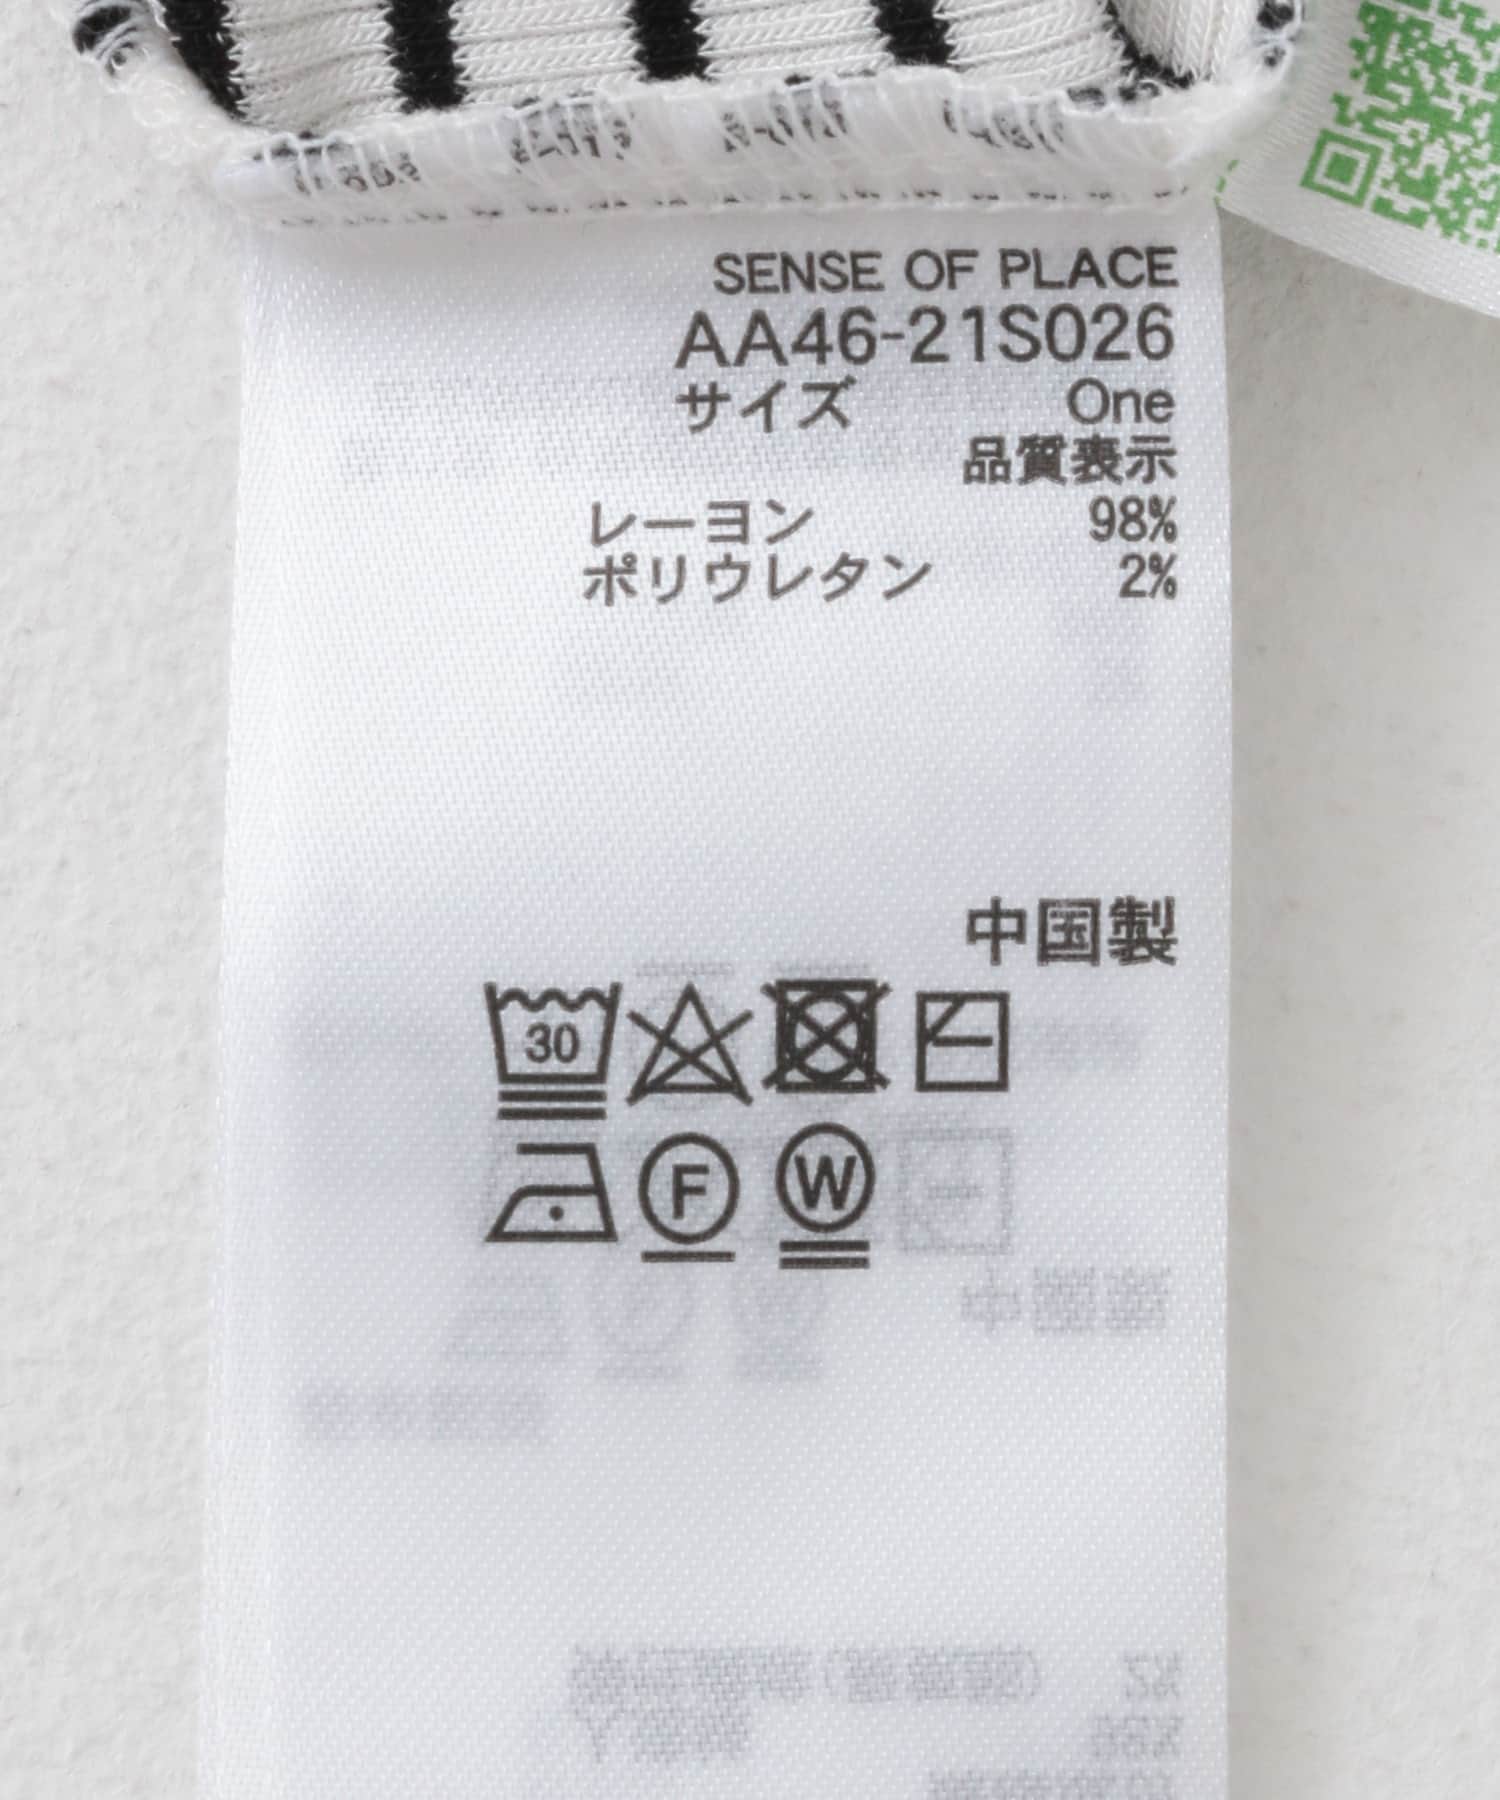 SENSE OF PLACE
AA46-21S026
サイズ One
品質表示
レーヨン 98%
ポリウレタン 2%
中国製
30
F W